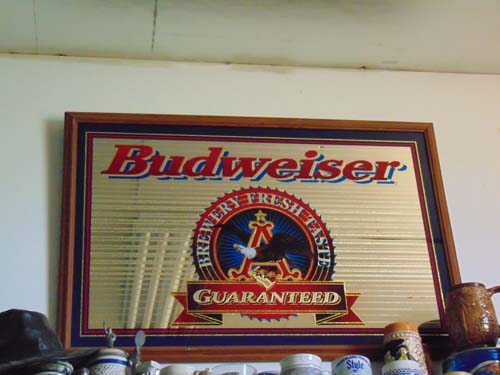 Budweiser
BREWERY FRESH TASTE
GUARANTEED
Style